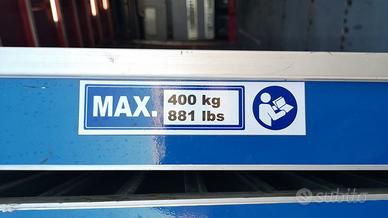 MAX.
400 kg
881 lbs
subito